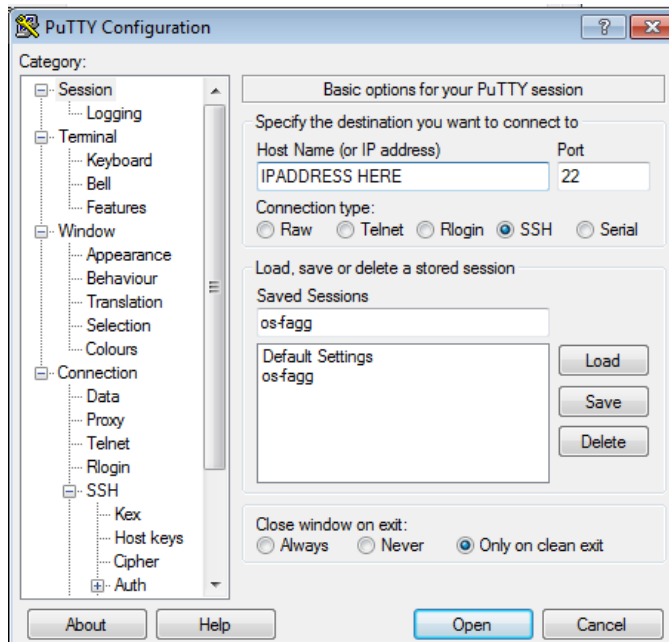 PuTTY Configuration
Category:
Session
Logging
Terminal
Keyboard
Bell
Features
Window
Appearance
Behaviour
Translation
Selection
Colours
Connection
Data
Proxy
Telnet
Rlogin
SSH
Kex
Host keys
Cipher
Auth
Basic options for your PuTTY session
Specify the destination you want to connect to
Host Name (or IP address) Port
IPADDRESS HERE 22
Connection type:
Raw Telnet Rlogin SSH Serial
Load, save or delete a stored session
Saved Sessions
os-fagg
Default Settings
os-fagg
Load
Save
Delete
Close window on exit:
Always Never Only on clean exit
About Help Open Cancel